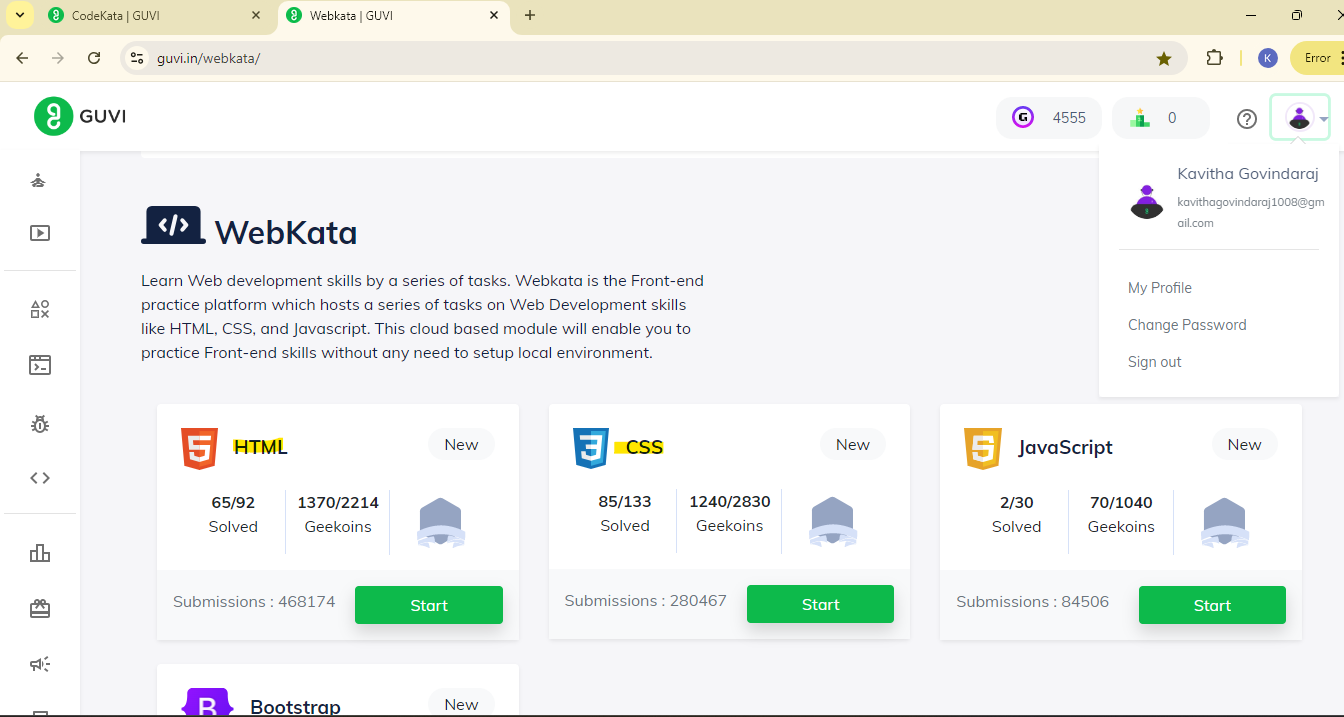 CodeKata | GUVI
Webkata | GUVI
guvi.in/webkata/
K
Error
GUVI
G
4555
0
Kavitha Govindaraj
kavithagovindaraj1008@gm
ail.com
My Profile
Change Password
Sign out
</> WebKata
Learn Web development skills by a series of tasks. Webkata is the Front-end
practice platform which hosts a series of tasks on Web Development skills
like HTML, CSS, and Javascript. This cloud based module will enable you to
practice Front-end skills without any need to setup local environment.
HTML
New
65/92
Solved
1370/2214
Geekoins
Submissions : 468174
Start
CSS
New
85/133
Solved
1240/2830
Geekoins
Submissions : 280467
Start
JavaScript
New
2/30
Solved
70/1040
Geekoins
Submissions : 84506
Start
B
Bootstrap
New